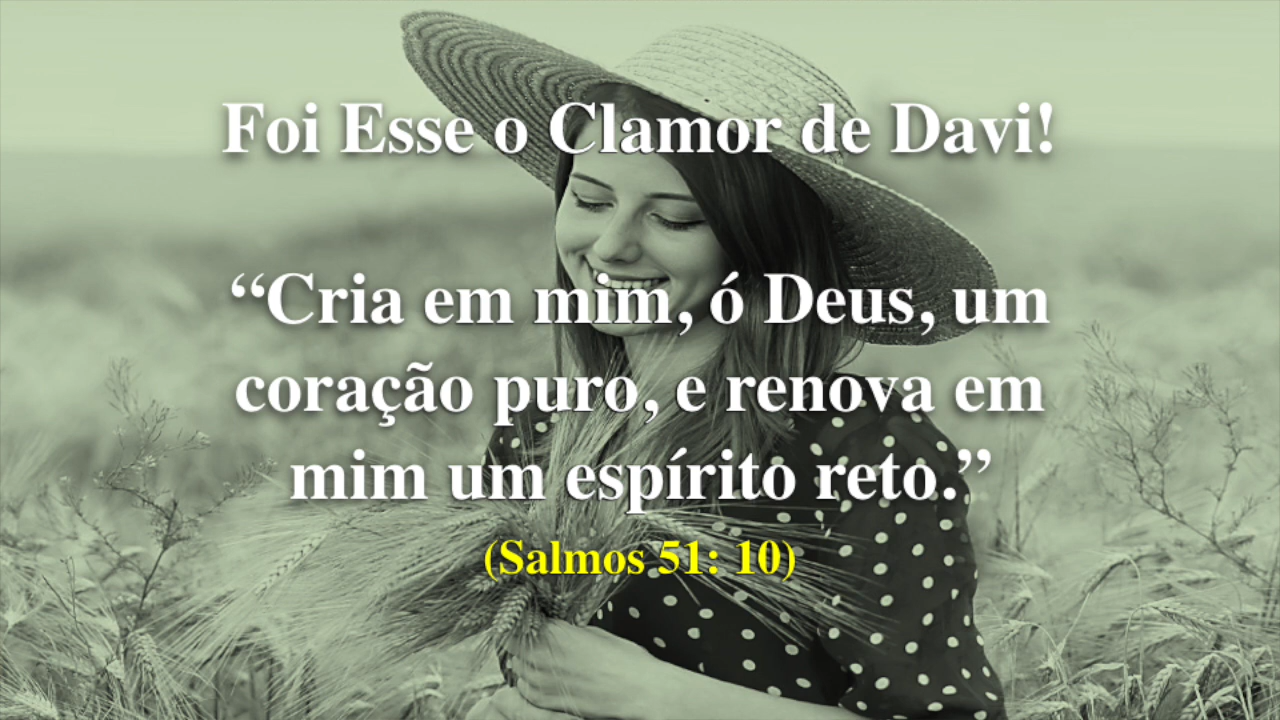 Foi Esse o Clamor de Davi!
“Cria em mim, ó Deus, um
coração puro, e renova em
mim um espírito reto.”
(Salmos 51: 10)